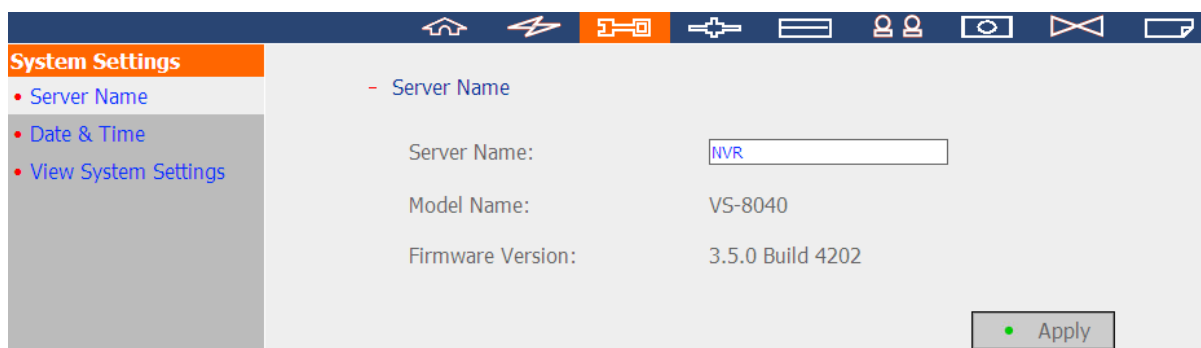 System Settings
• Server Name
• Date & Time
• View System Settings
- Server Name
Server Name: NVR
Model Name: VS-8040
Firmware Version: 3.5.0 Build 4202
• Apply